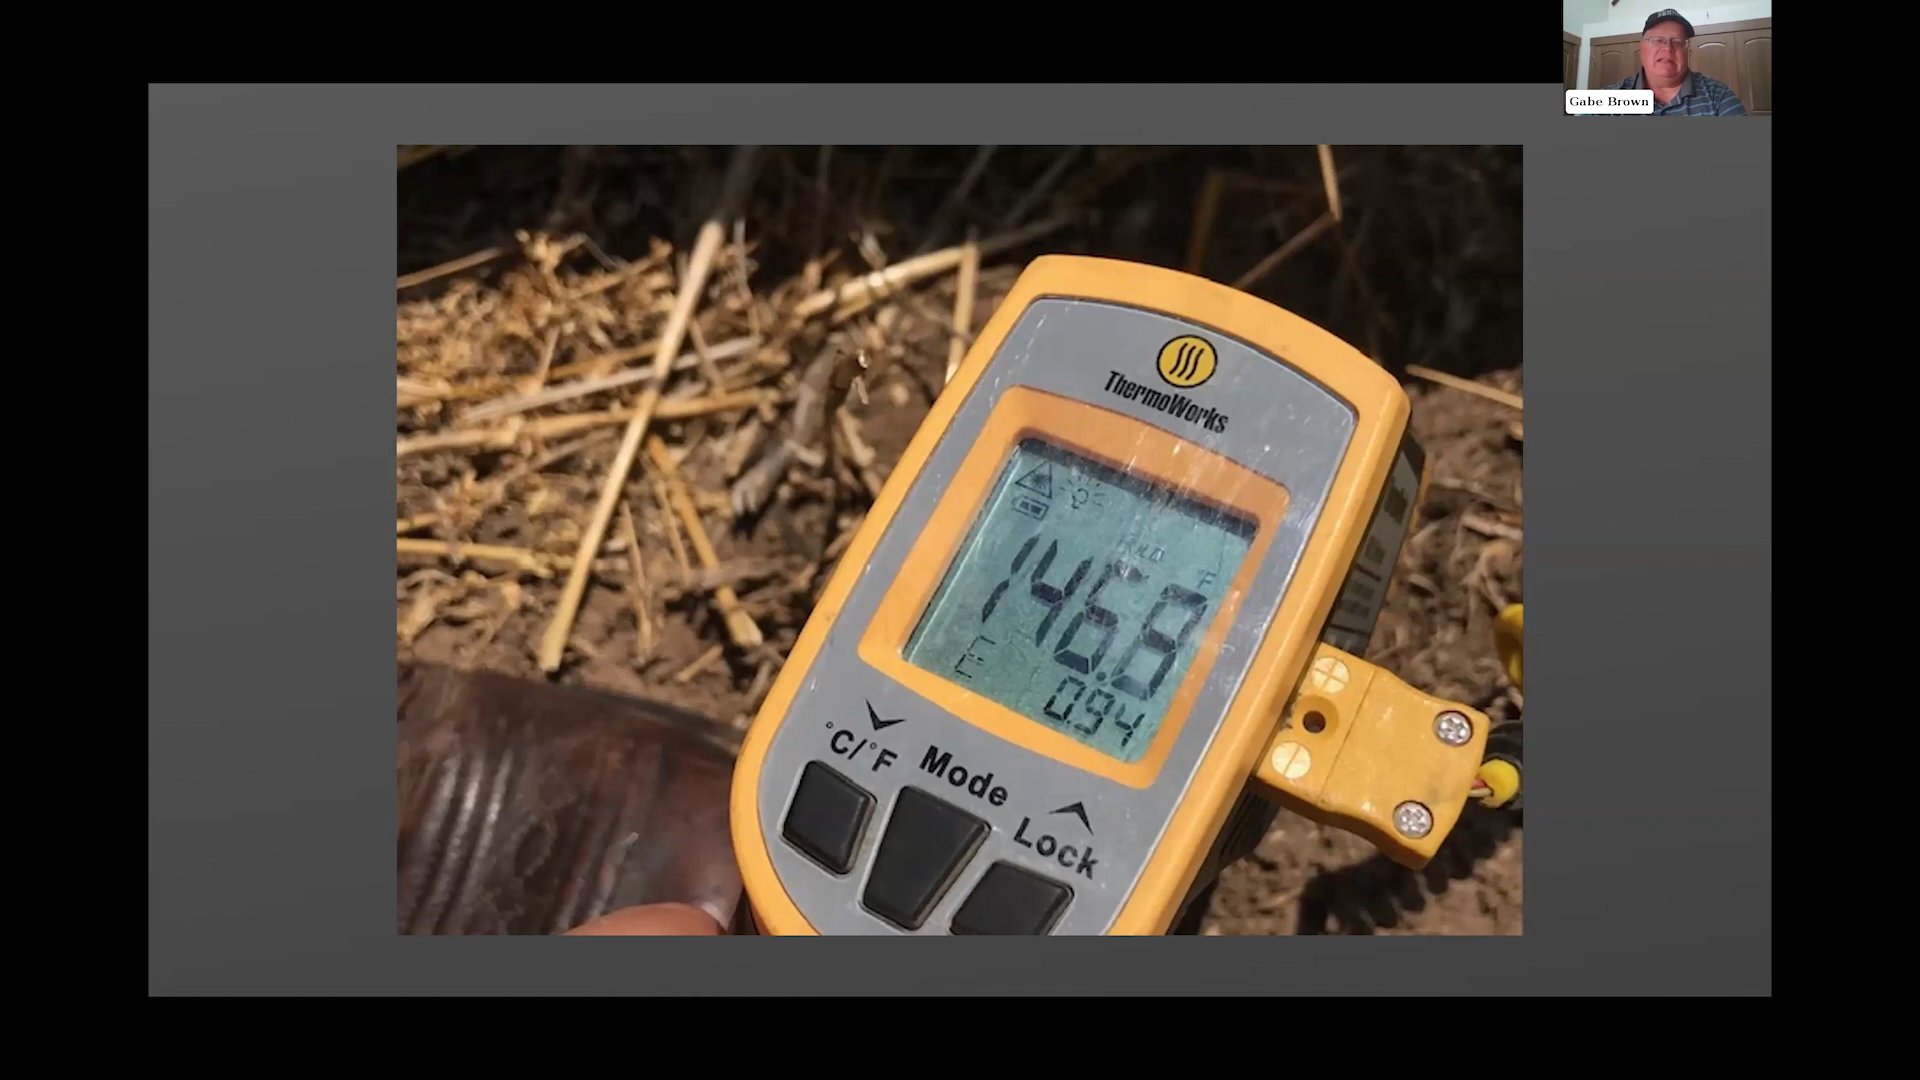 Gabe Brown
ThermoWorks
HOLD
°F
146.8
E
0.94
°C/°F
Mode
Lock